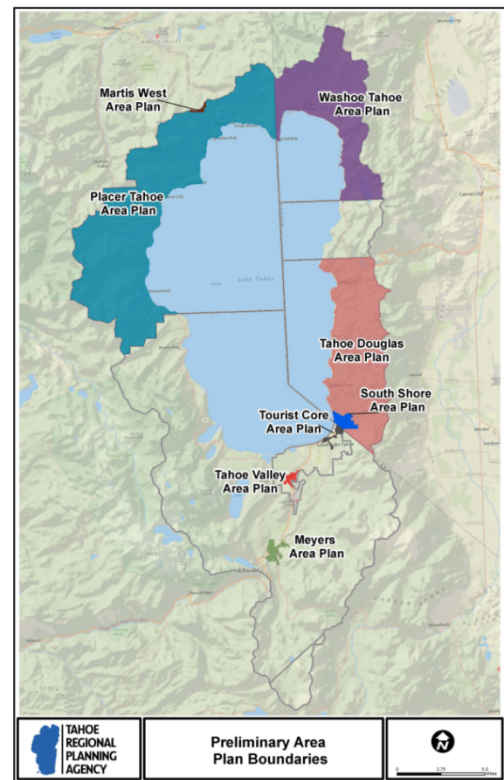 Martis West
Area Plan
Washoe Tahoe
Area Plan
Placer Tahoe
Area Plan
Lake Tahoe
Tahoe Douglas
Area Plan
South Shore
Area Plan
Tourist Core
Area Plan
Tahoe Valley
Area Plan
Meyers
Area Plan
TAHOE
REGIONAL
PLANNING
AGENCY
Preliminary Area
Plan Boundaries
N